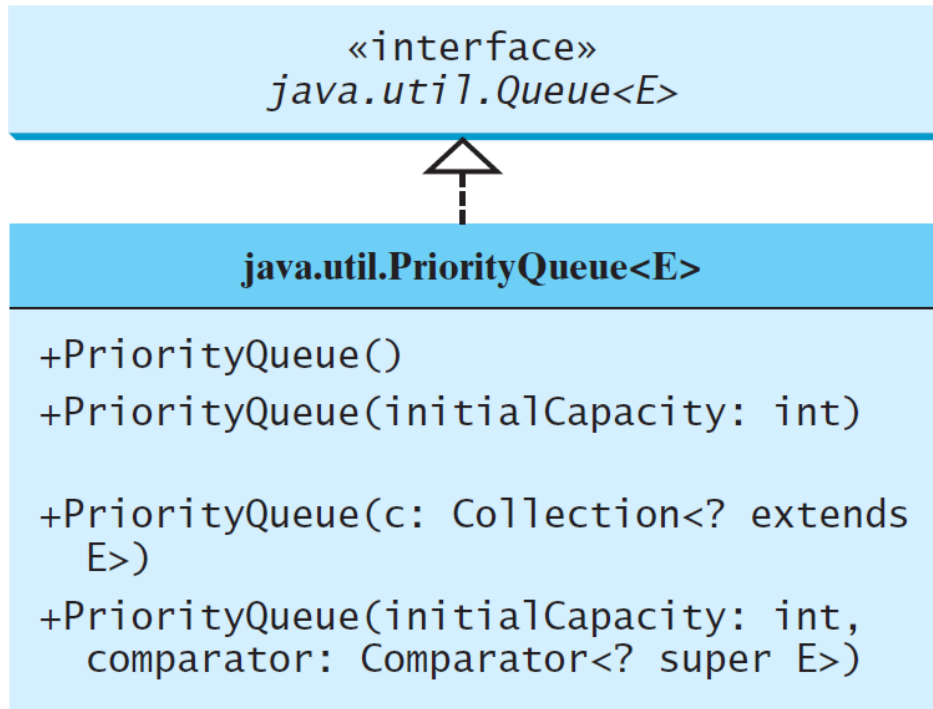 «interface»
java.util.Queue<E>
java.util.PriorityQueue<E>
+PriorityQueue()
+PriorityQueue(initialCapacity: int)
+PriorityQueue(c: Collection<? extends
E>)
+PriorityQueue(initialCapacity: int,
comparator: Comparator<? super E>)